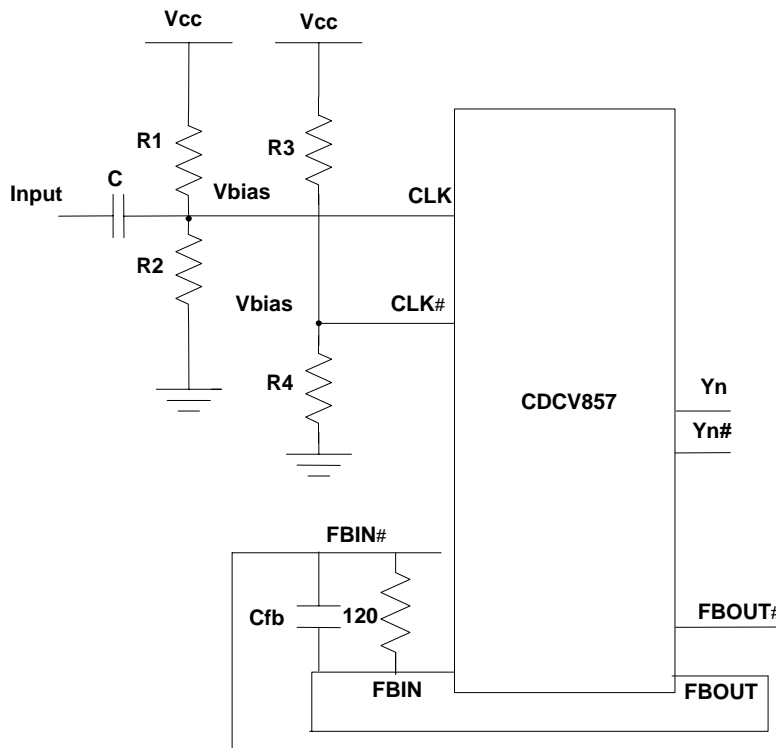 Vcc
Vcc
R1
R3
C
Input
Vbias
CLK
R2
Vbias
CLK#
R4
CDCV857
Yn
Yn#
FBIN#
Cfb
120
FBOUT#
FBIN
FBOUT